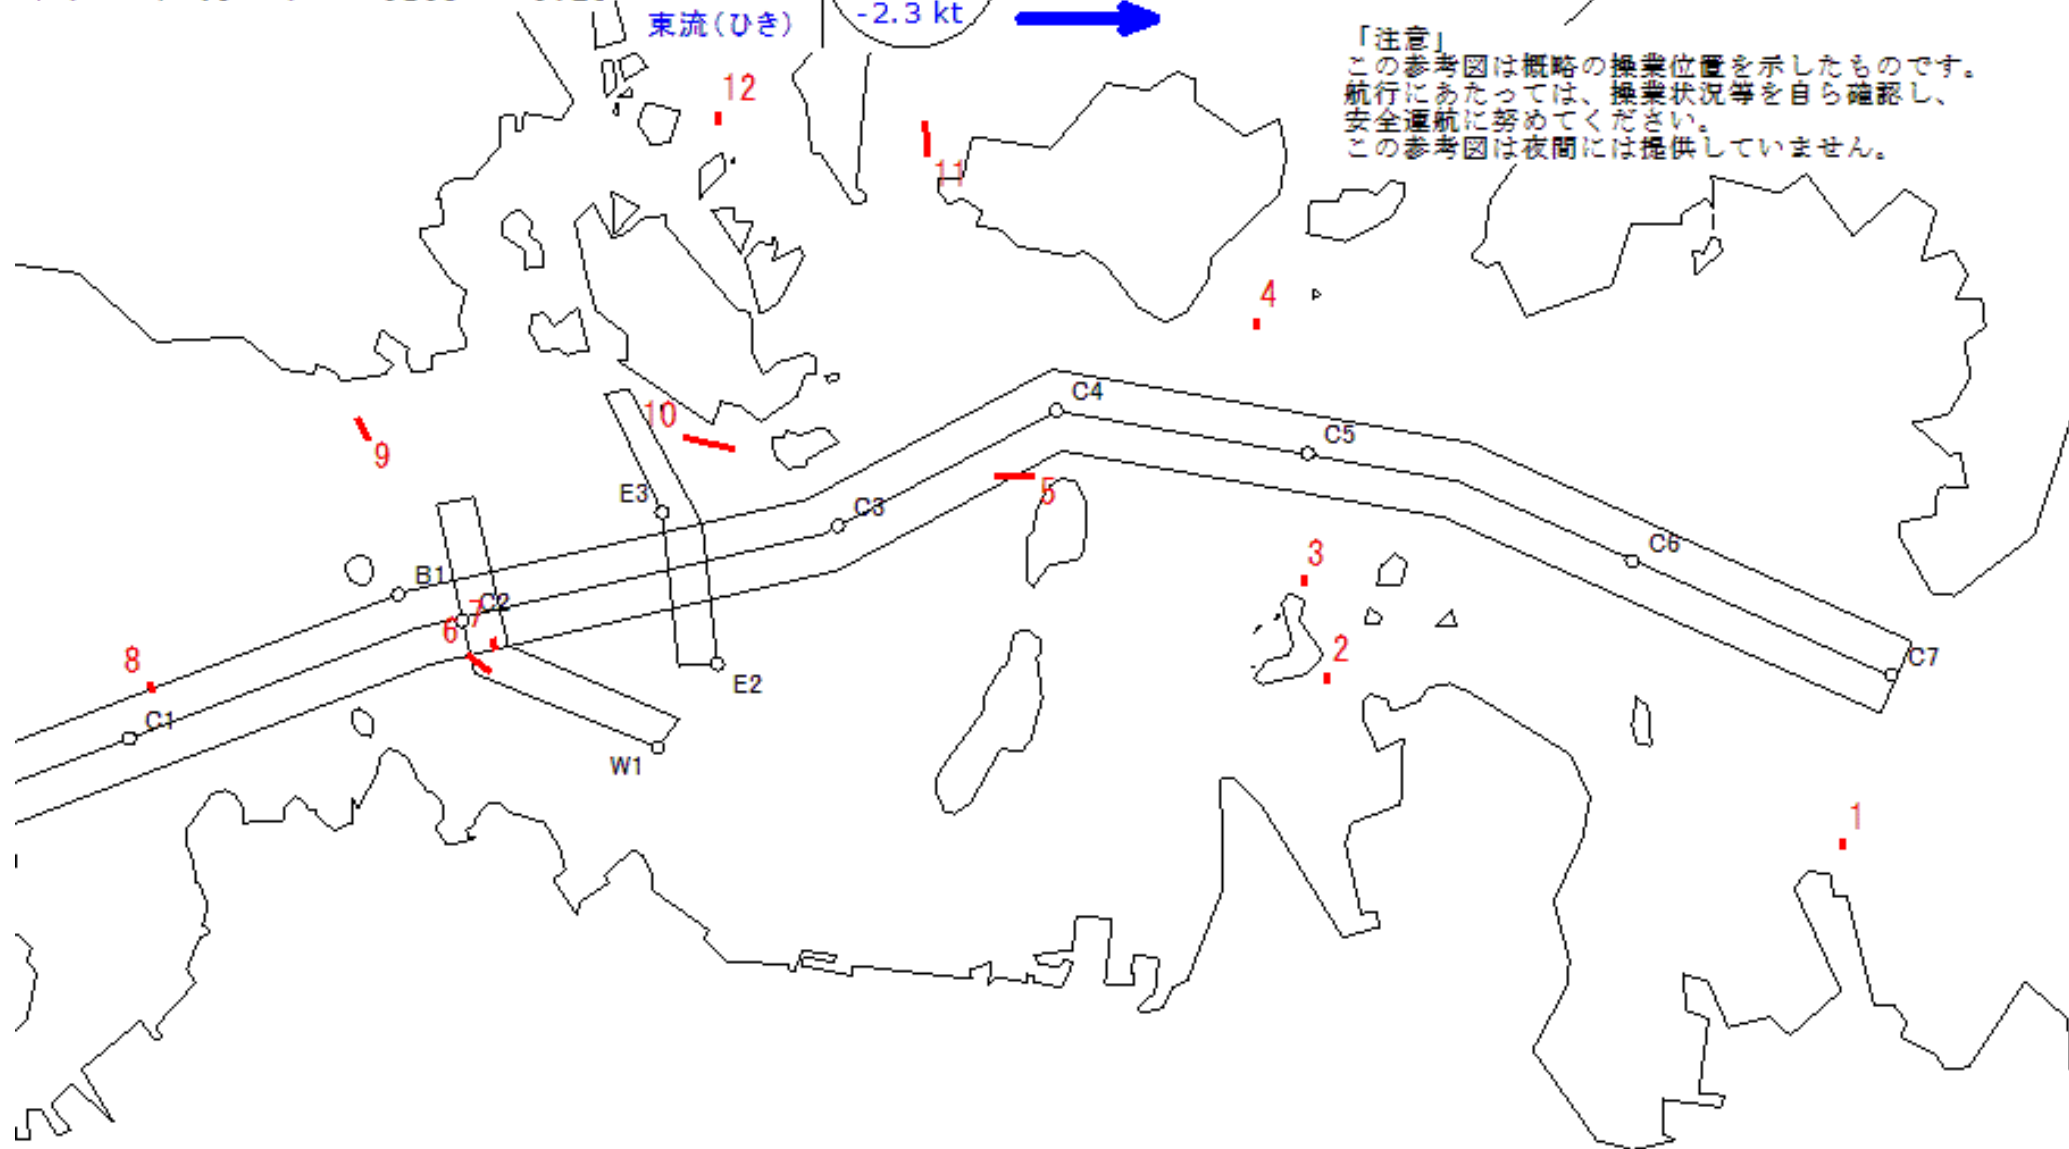 東流(ひき)
-2.3 kt
「注意」
この参考図は概略の操業位置を示したものです。
航行にあたっては、操業状況等を自ら確認し、
安全運航に努めてください。
この参考図は夜間には提供していません。
12
11
4
C4
10
C5
9
E3
5
C3
C6
3
B1
C2
7
6
2
8
C7
E2
C1
W1
1